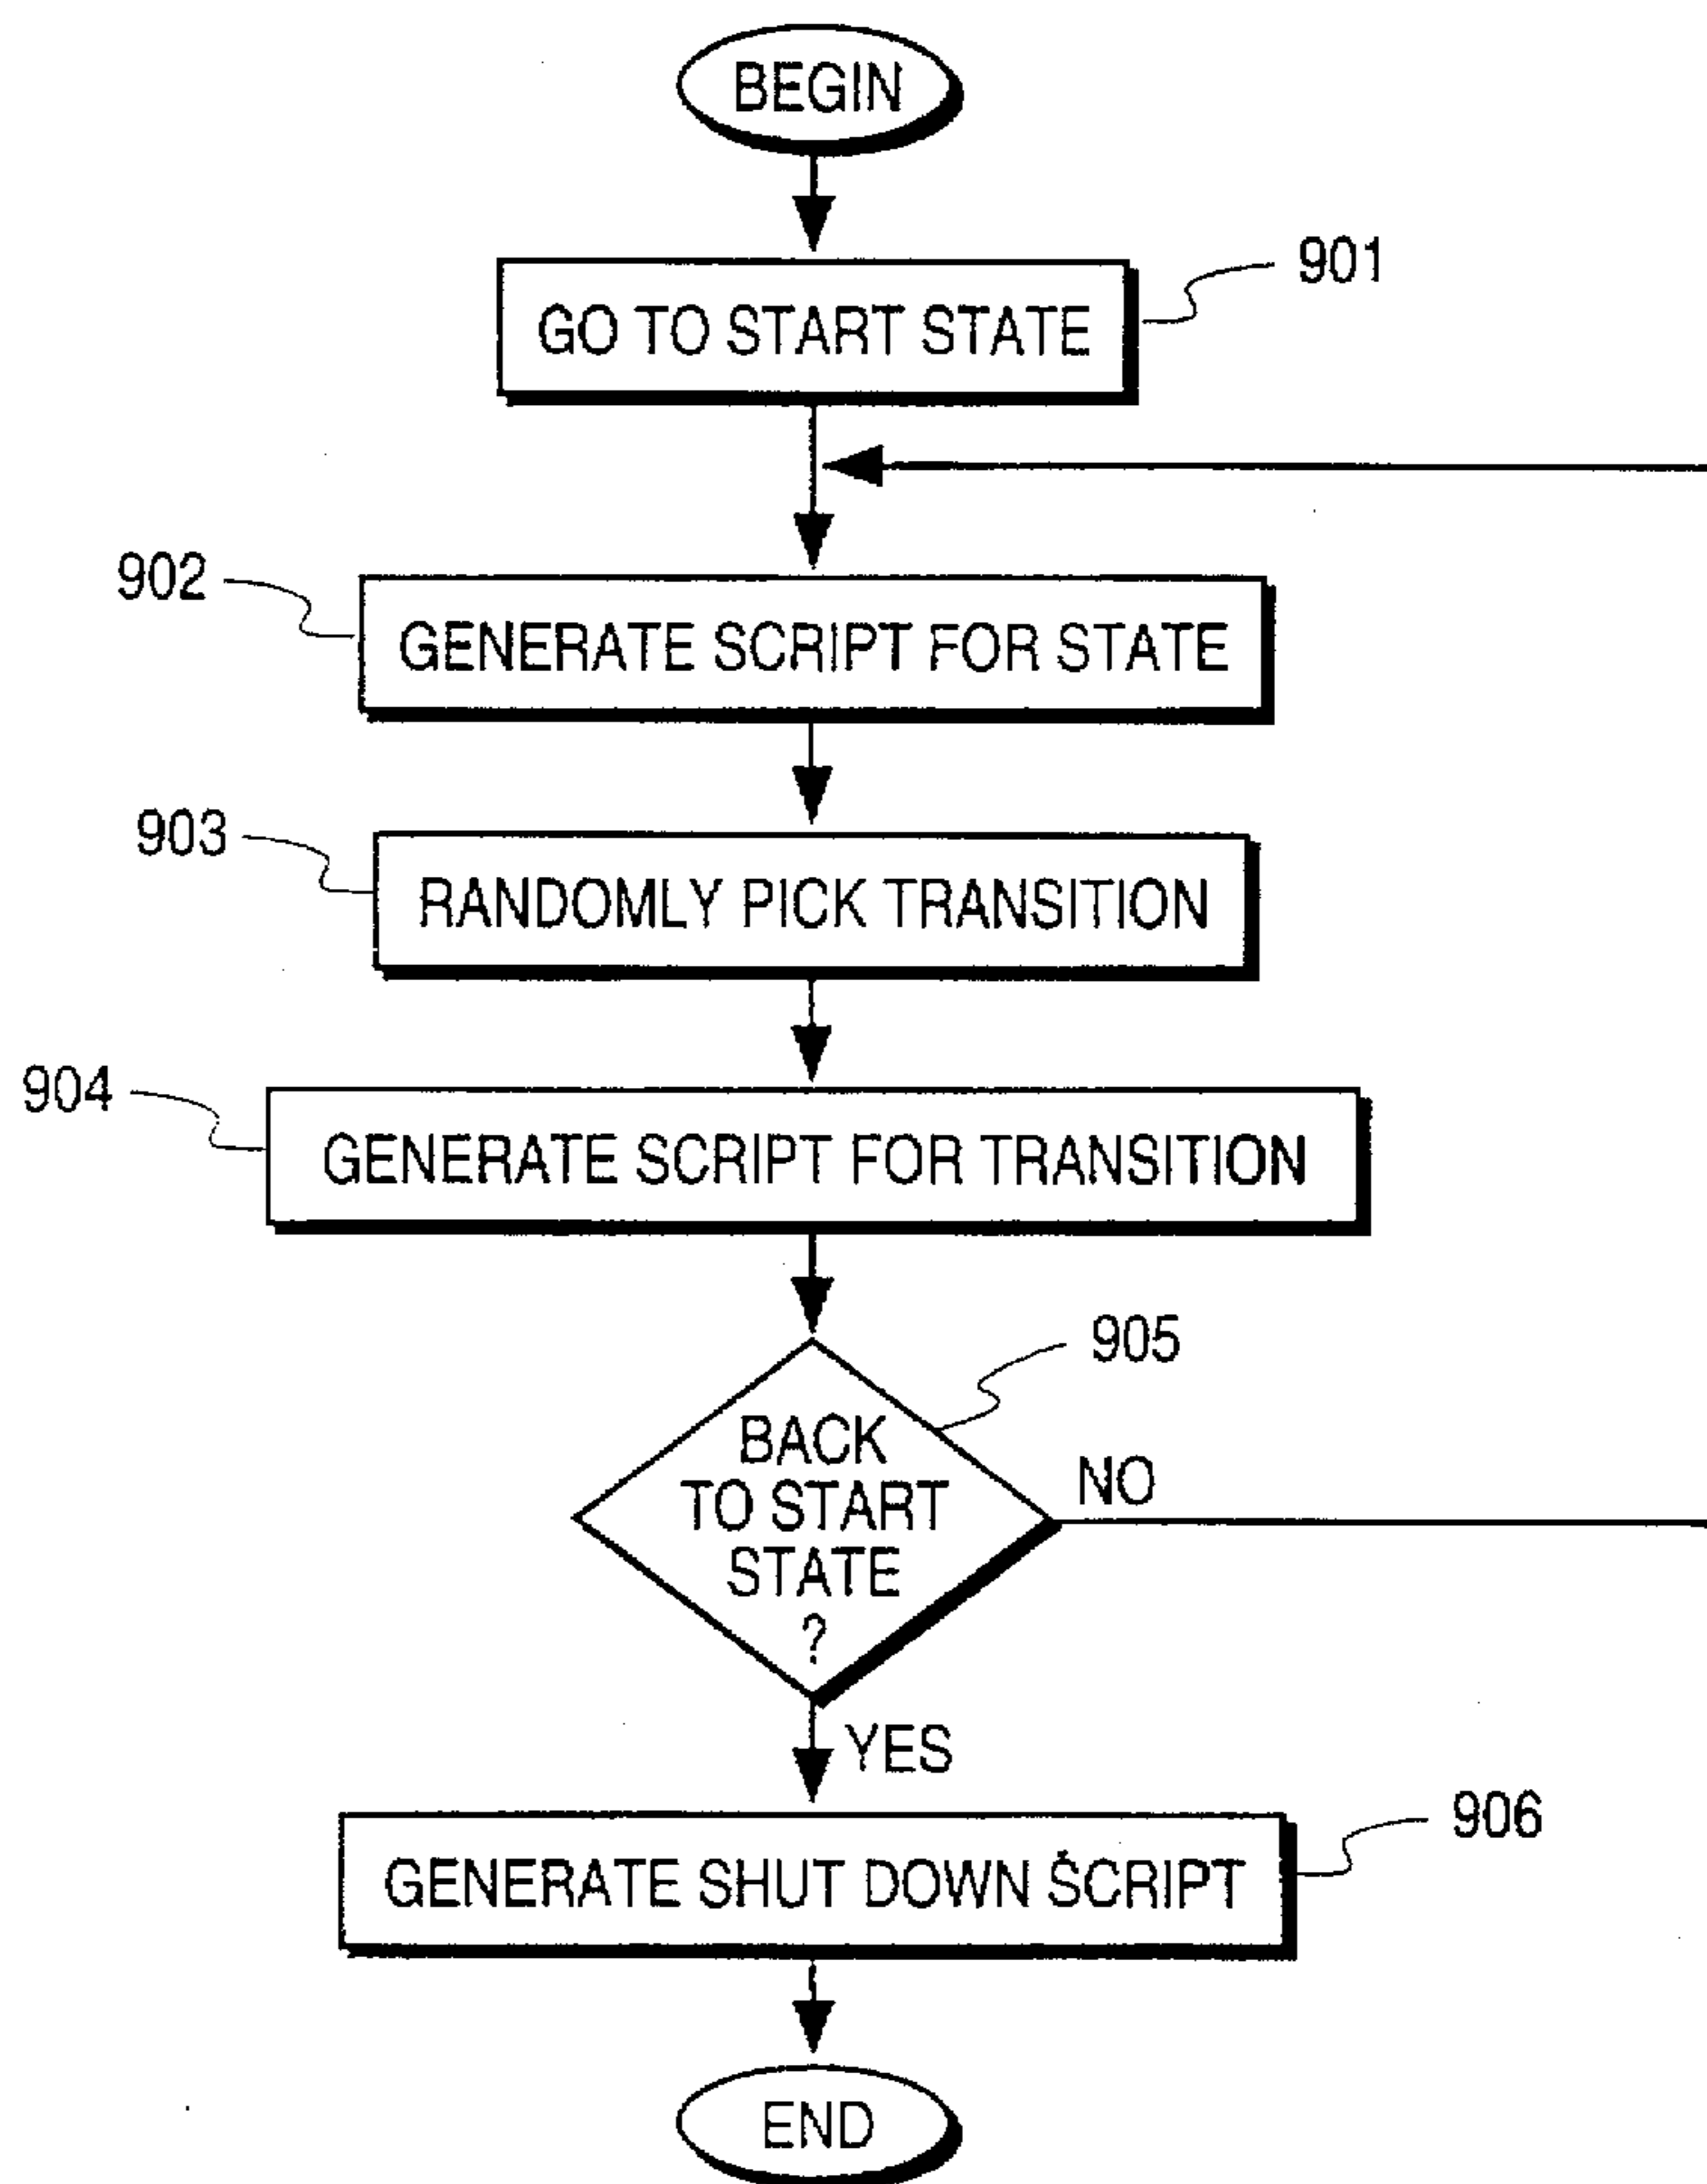 BEGIN
GO TO START STATE
901
902
GENERATE SCRIPT FOR STATE
903
RANDOMLY PICK TRANSITION
904
GENERATE SCRIPT FOR TRANSITION
905
BACK
TO START
STATE
?
NO
YES
906
GENERATE SHUT DOWN SCRIPT
END